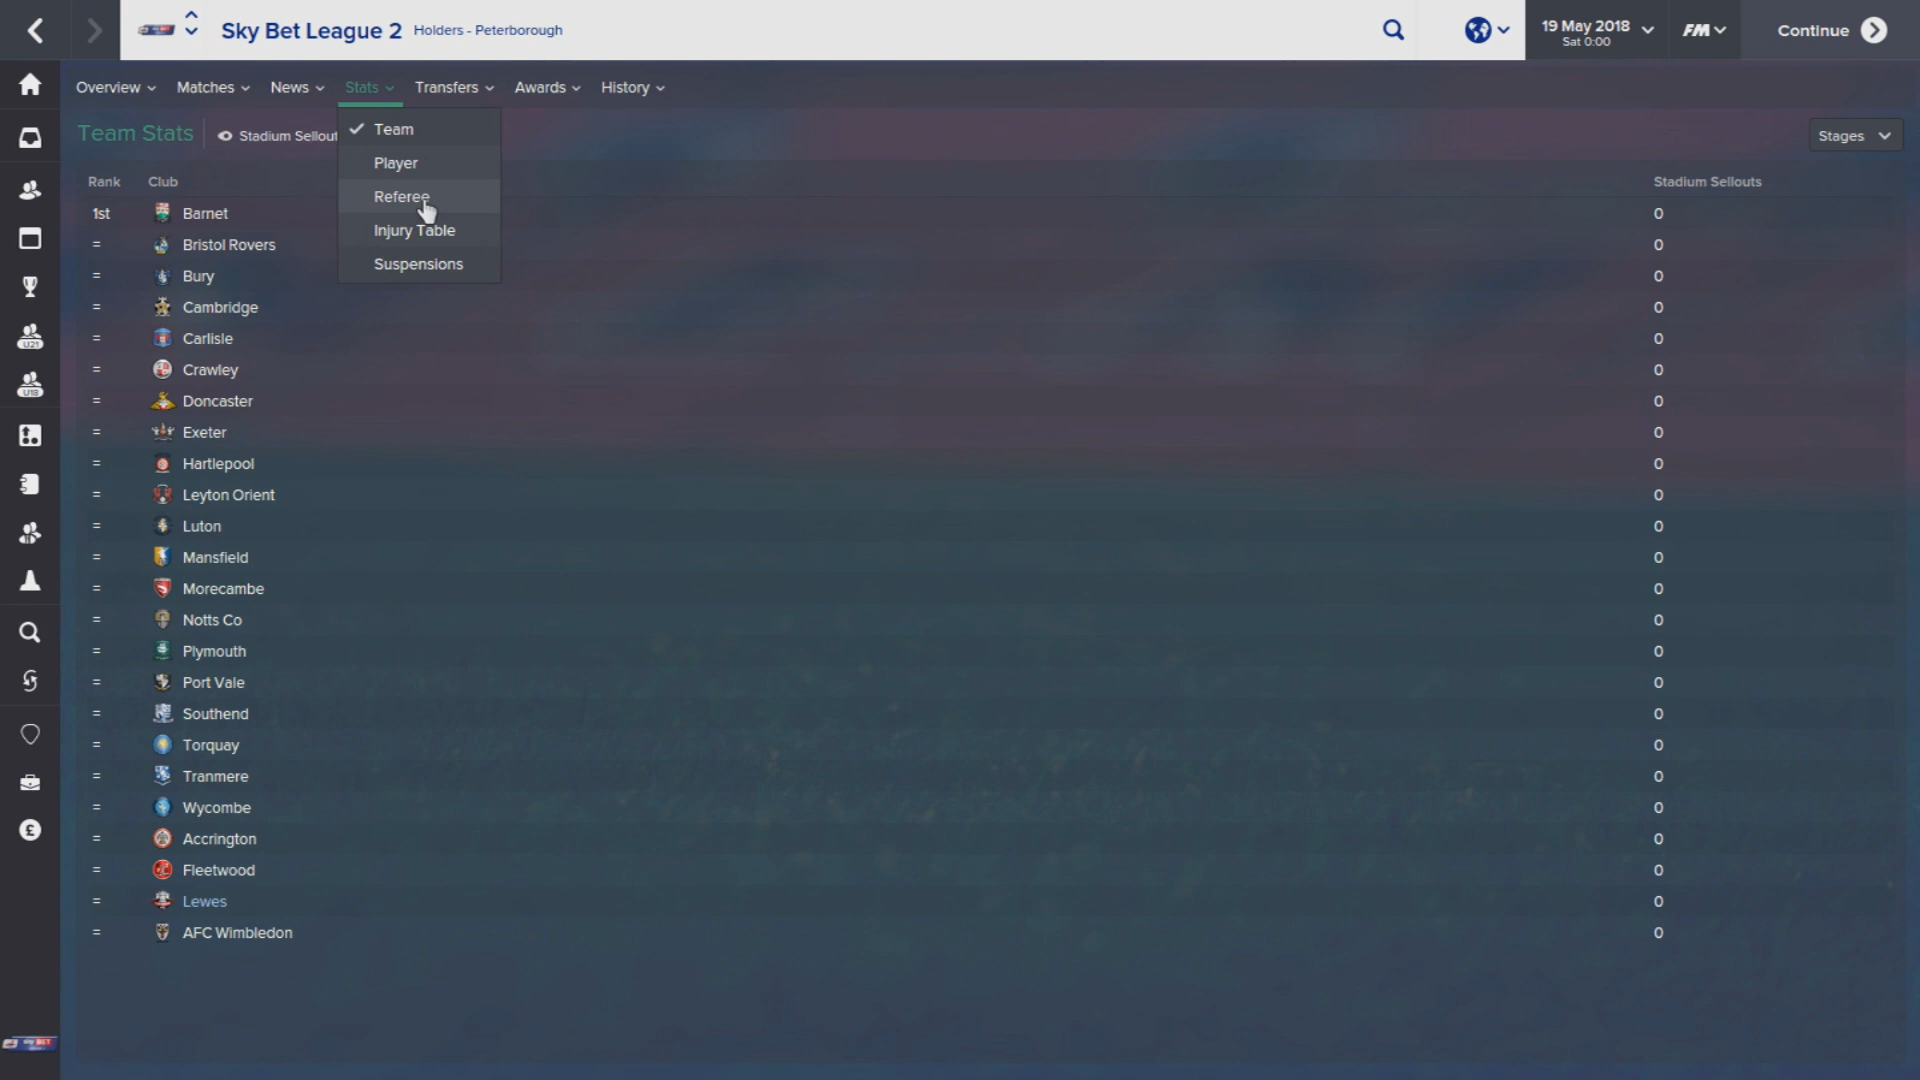 Sky Bet League 2 Holders - Peterborough
19 May 2018
Sat 0:00
FM
Continue
Overview Matches News Stats Transfers Awards History
Team Stats Stadium Sellout
Stages
Team
Player
Referee
Injury Table
Suspensions
Rank Club Stadium Sellouts
1st Barnet 0
= Bristol Rovers 0
= Bury 0
= Cambridge 0
= Carlisle 0
= Crawley 0
= Doncaster 0
= Exeter 0
= Hartlepool 0
= Leyton Orient 0
= Luton 0
= Mansfield 0
= Morecambe 0
= Notts Co 0
= Plymouth 0
= Port Vale 0
= Southend 0
= Torquay 0
= Tranmere 0
= Wycombe 0
= Accrington 0
= Fleetwood 0
= Lewes 0
= AFC Wimbledon 0
U21
U18
sky BET